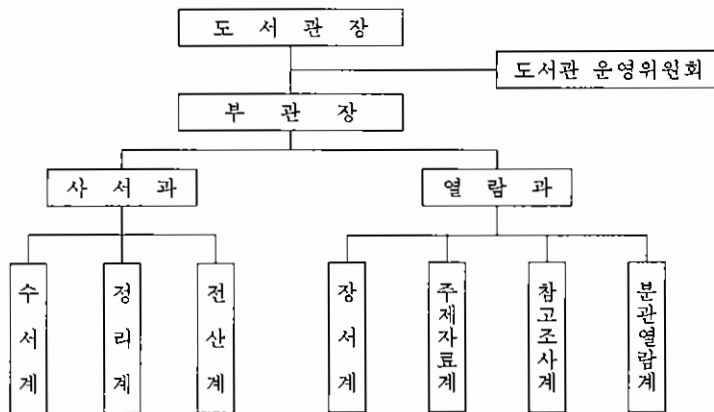 도 서 관 장
도서관 운영위원회
부 관 장
사 서 과
열 람 과
수서계
정리계
전산계
장서계
주제자료계
참고조사계
분관열람계